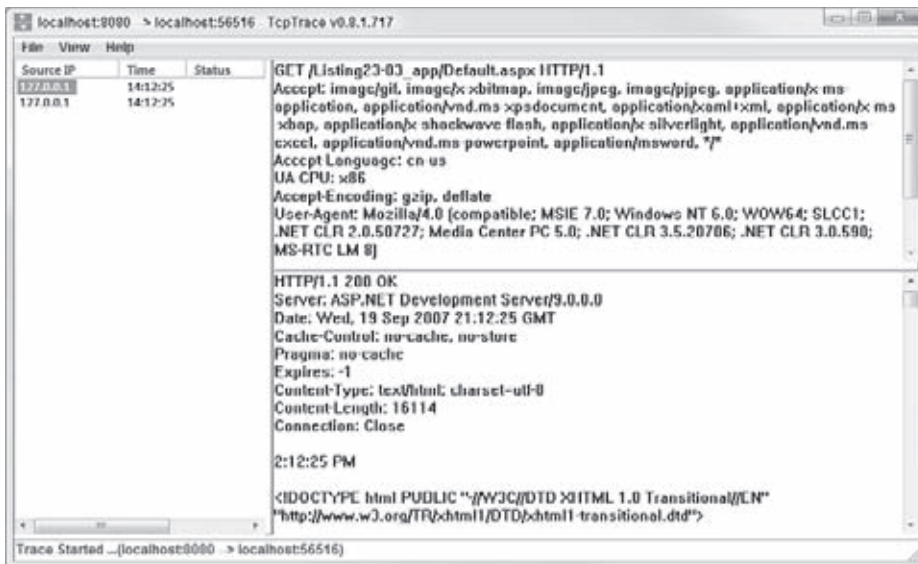 localhost:8080 -> localhost:56516 TcpTrace v0.8.1.717
File View Help
Source IP Time Status
127.0.0.1 14:12:25
127.0.0.1 14:12:25
GET /Listing23-03_app/Default.aspx HTTP/1.1
Accept: image/gif, image/x-xbitmap, image/jpeg, image/pjpeg, application/x-ms-
application, application/vnd.ms-xpsdocument, application/xaml+xml, application/x-ms
-xbap, application/x-shockwave-flash, application/x-silverlight, application/vnd.ms-
excel, application/vnd.ms-powerpoint, application/msword, */*
Accept-Language: en-us
UA-CPU: x86
Accept-Encoding: gzip, deflate
User-Agent: Mozilla/4.0 (compatible; MSIE 7.0; Windows NT 6.0; WOW64; SLCC1;
.NET CLR 2.0.50727; Media Center PC 5.0; .NET CLR 3.5.20706; .NET CLR 3.0.590;
MS-RTC LM 8)
HTTP/1.1 200 OK
Server: ASP.NET Development Server/9.0.0.0
Date: Wed, 19 Sep 2007 21:12:25 GMT
Cache-Control: no-cache, no-store
Pragma: no-cache
Expires: -1
Content-Type: text/html; charset=utf-8
Content-Length: 16114
Connection: Close
2:12:25 PM
<!DOCTYPE html PUBLIC "-//W3C//DTD XHTML 1.0 Transitional//EN"
"http://www.w3.org/TR/xhtml1/DTD/xhtml1-transitional.dtd">
Trace Started ...(localhost:8080 -> localhost:56516)